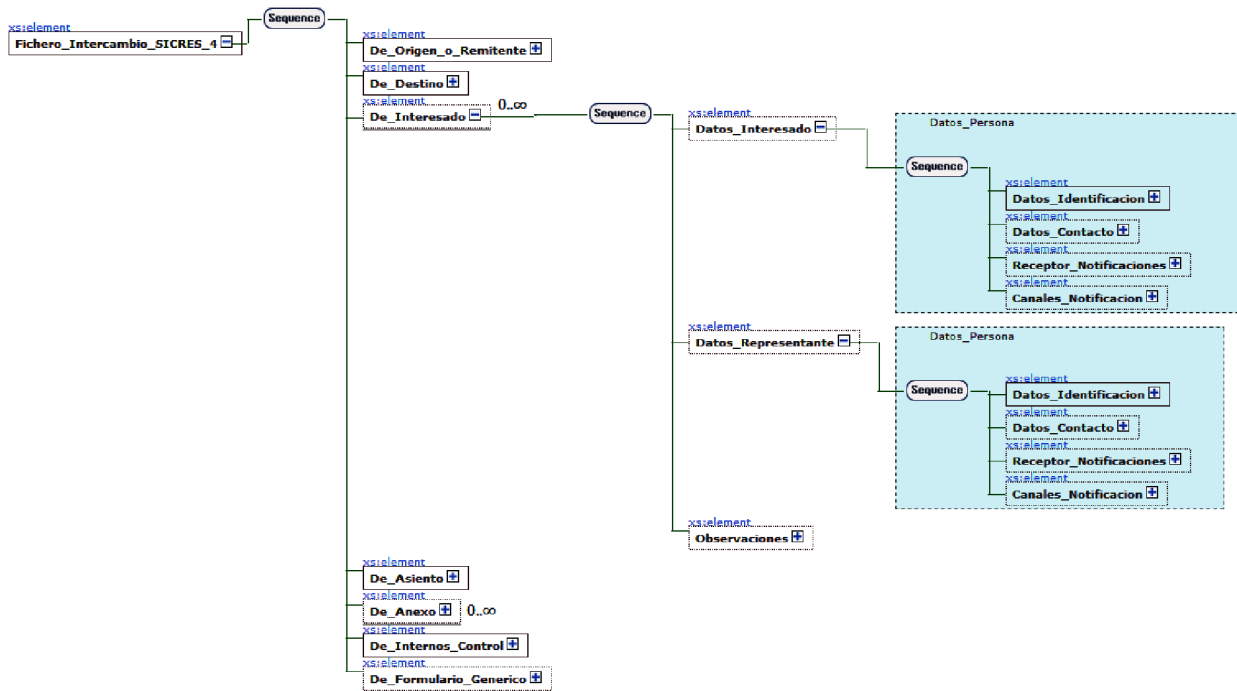 xs:element
Fichero_Intercambio_SICRES_4
Sequence
xs:element
De_Origen_o_Remitente
xs:element
De_Destino
xs:element
De_Interesado
0..∞
Sequence
xs:element
Datos_Interesado
Datos_Persona
Sequence
xs:element
Datos_Identificacion
xs:element
Datos_Contacto
xs:element
Receptor_Notificaciones
xs:element
Canales_Notificacion
xs:element
Datos_Representante
Datos_Persona
Sequence
xs:element
Datos_Identificacion
xs:element
Datos_Contacto
xs:element
Receptor_Notificaciones
xs:element
Canales_Notificacion
xs:element
Observaciones
xs:element
De_Asiento
xs:element
De_Anexo
0..∞
xs:element
De_Internos_Control
xs:element
De_Formulario_Generico